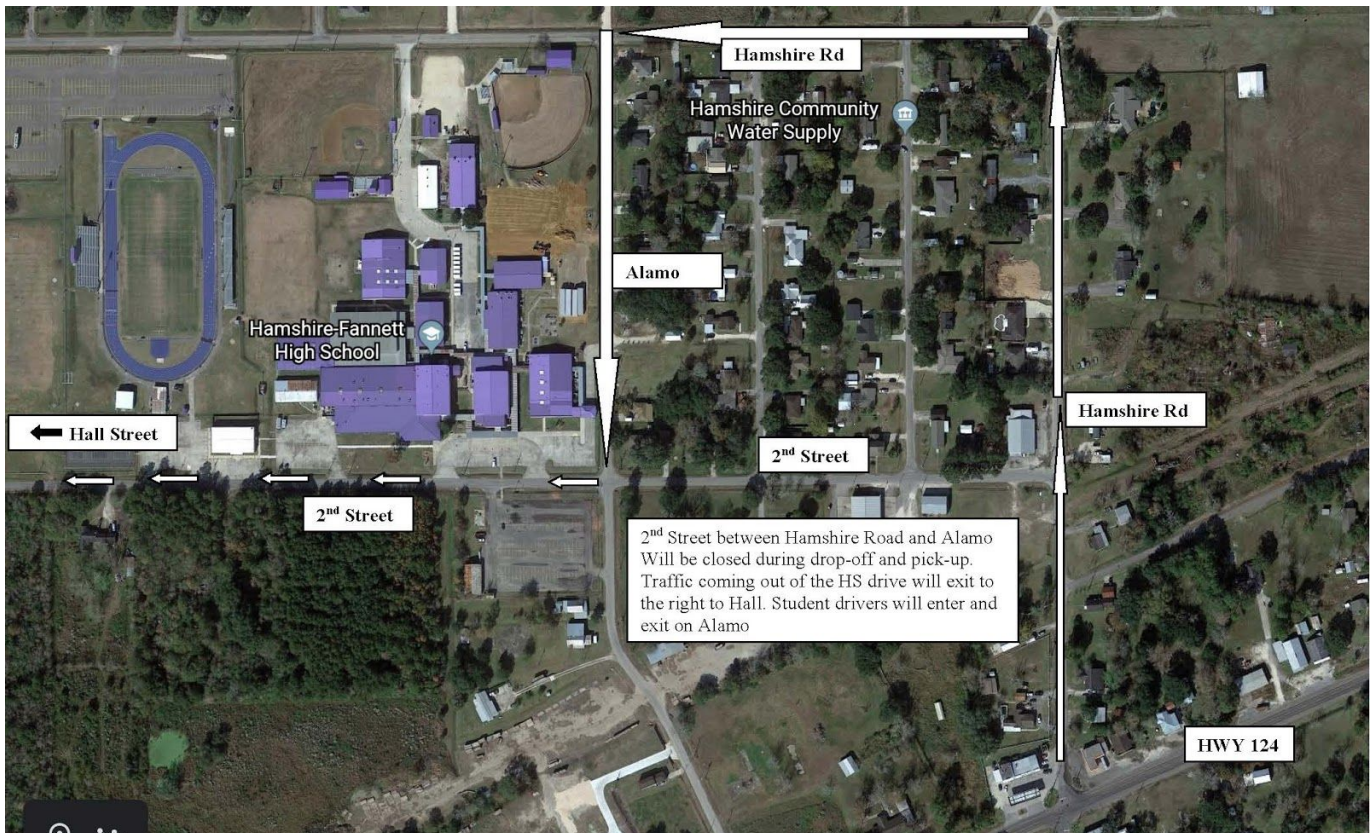 Hamshire Rd
Hamshire Community
Water Supply
Alamo
Hamshire-Fannett
High School
Hamshire Rd
Hall Street
2nd Street
2nd Street
2nd Street between Hamshire Road and Alamo
Will be closed during drop-off and pick-up.
Traffic coming out of the HS drive will exit to
the right to Hall. Student drivers will enter and
exit on Alamo
HWY 124